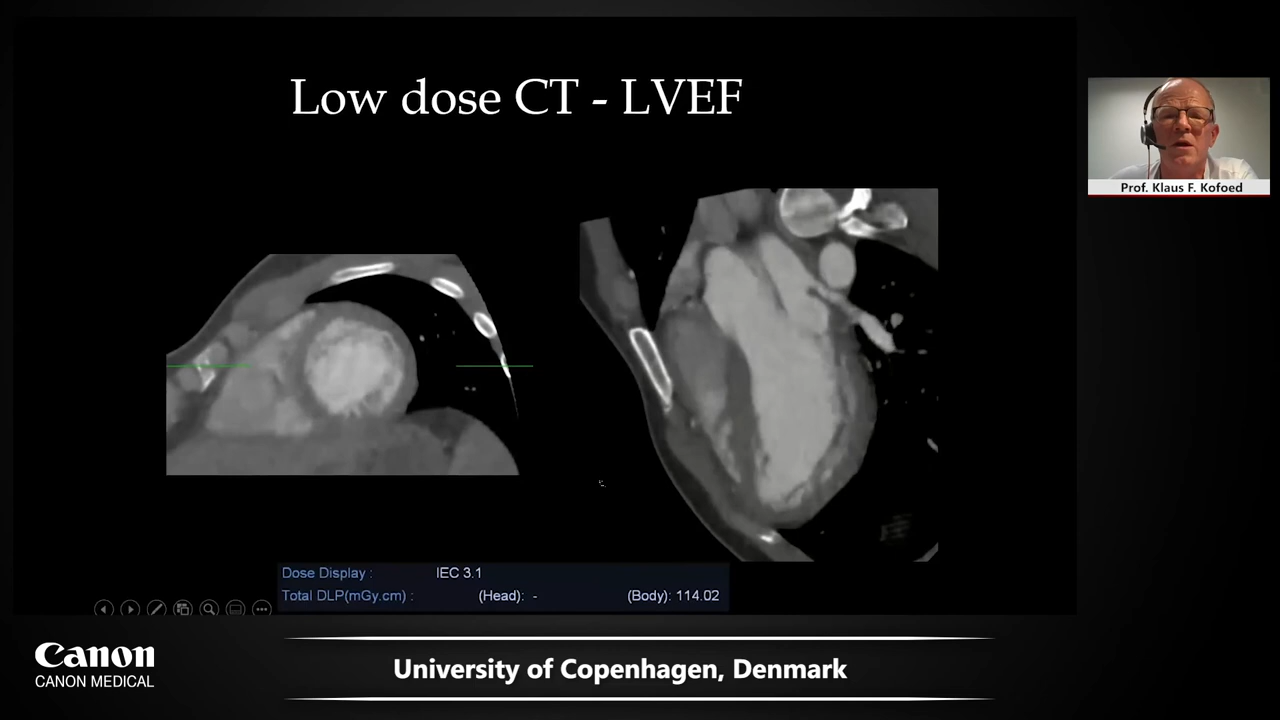 Low dose CT - LVEF
Prof. Klaus F. Kofoed
Dose Display : IEC 3.1
Total DLP(mGy.cm) : (Head): - (Body): 114.02
Canon
CANON MEDICAL
University of Copenhagen, Denmark